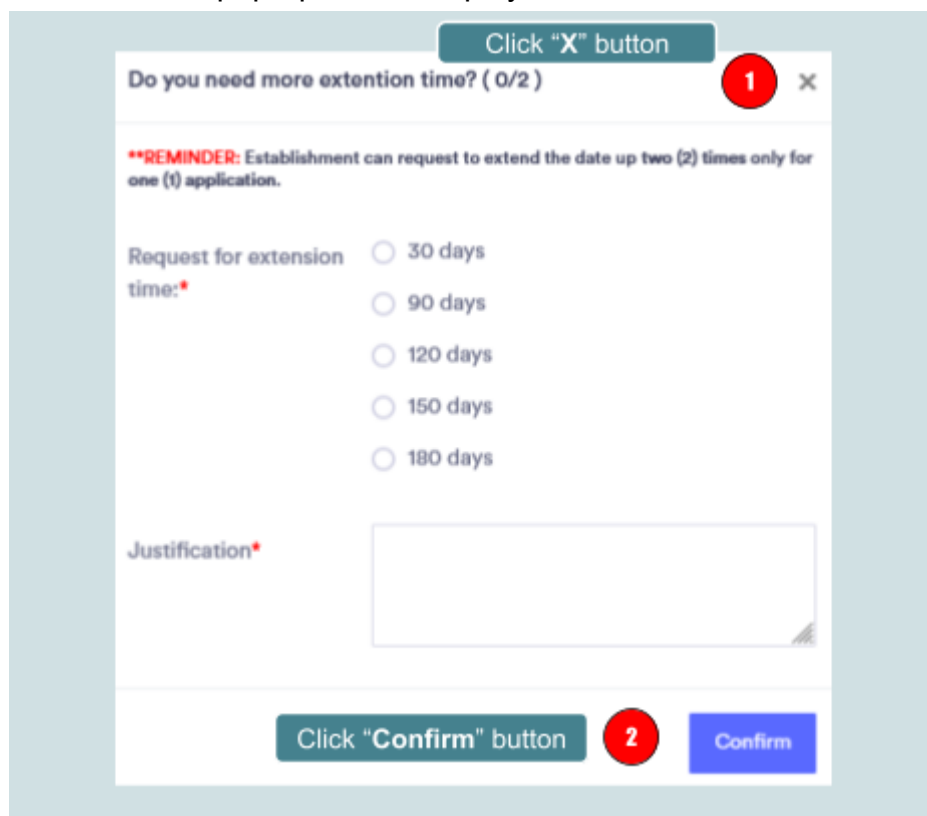 Click “X” button
Do you need more extention time? ( 0/2 )
1
×
**REMINDER: Establishment can request to extend the date up two (2) times only for
one (1) application.
Request for extension
time:*
30 days
90 days
120 days
150 days
180 days
Justification*
Click “Confirm” button
2
Confirm